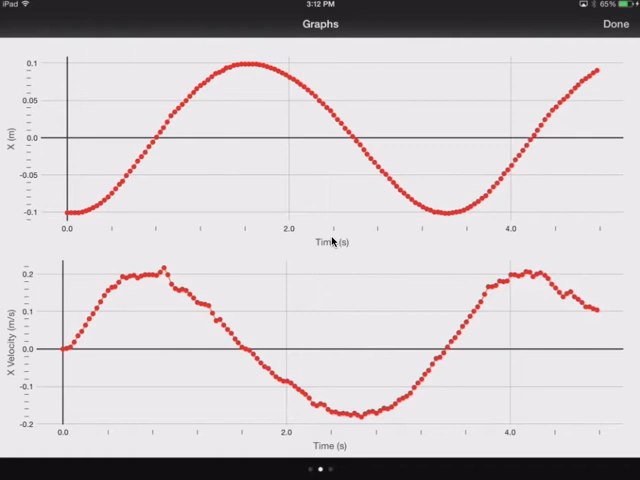 iPad 3:12 PM 65%
Graphs Done
0.1
0.05
0.0
-0.05
-0.1
X (m)
0.0 2.0 4.0
Time (s)
0.2
0.1
0.0
-0.1
-0.2
X Velocity (m/s)
0.0 2.0 4.0
Time (s)